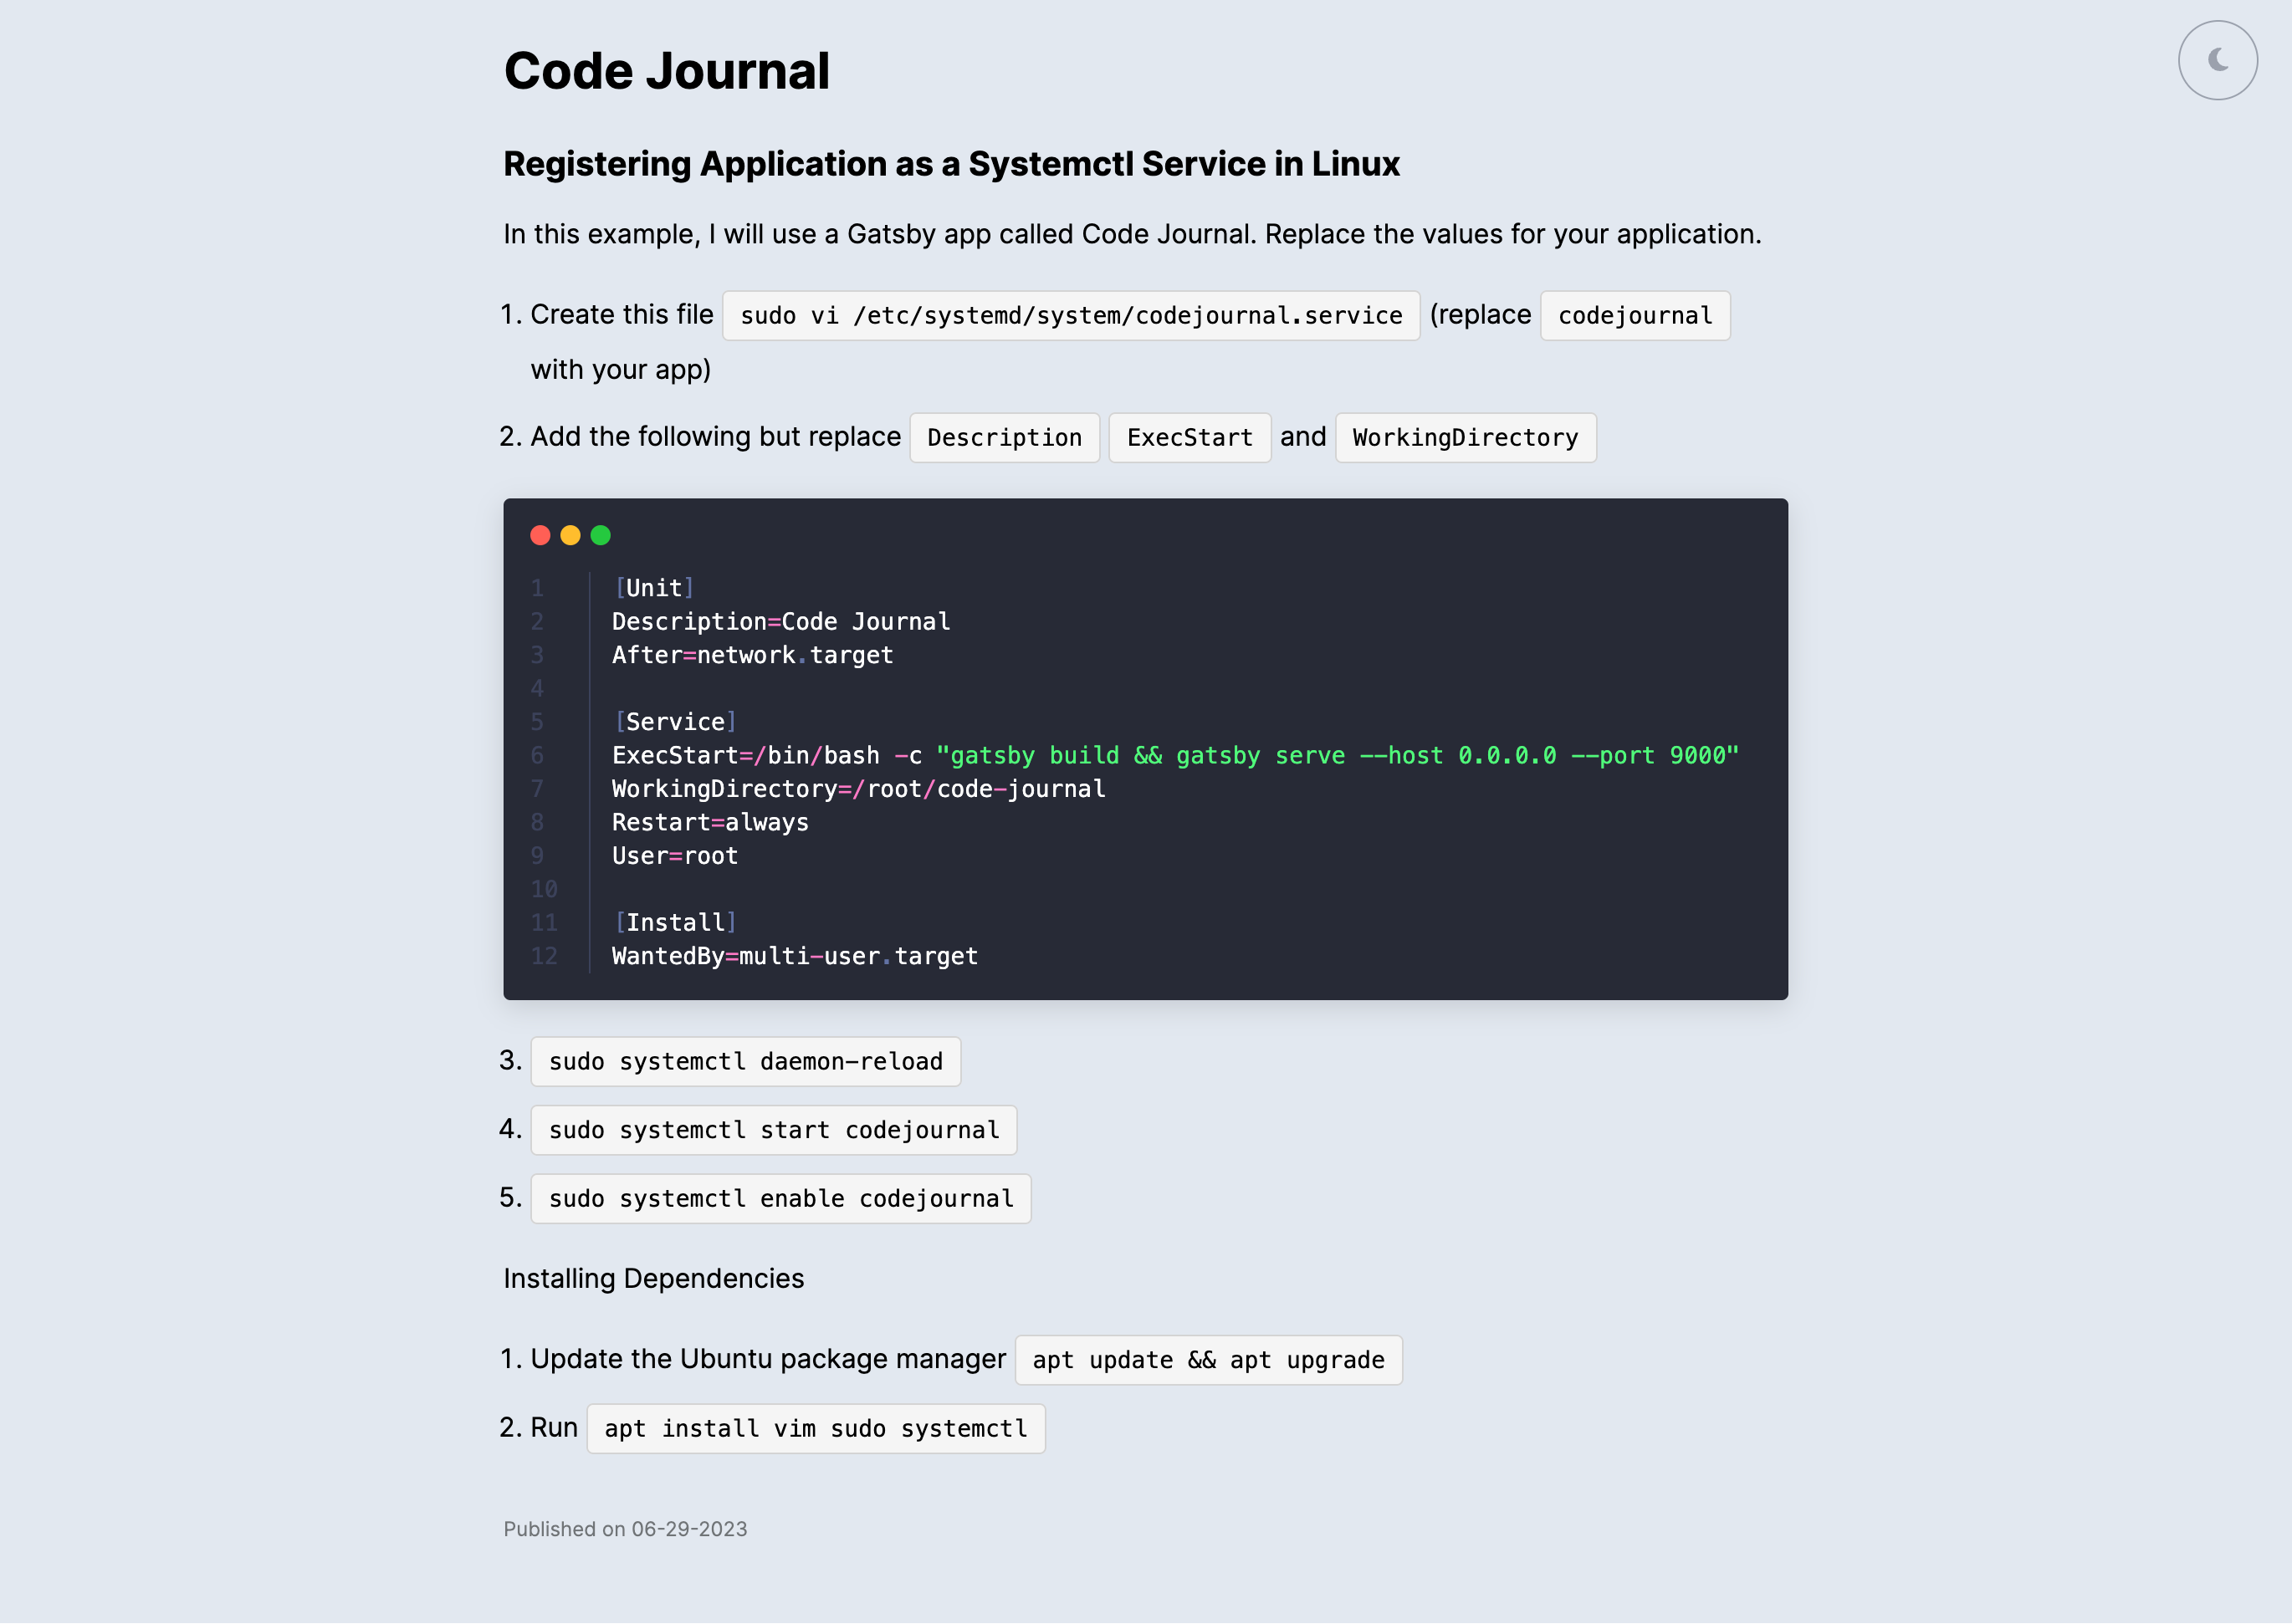 Code Journal
Registering Application as a Systemctl Service in Linux
In this example, I will use a Gatsby app called Code Journal. Replace the values for your application.
1. Create this file sudo vi /etc/systemd/system/codejournal.service (replace codejournal
with your app)
2. Add the following but replace Description ExecStart and WorkingDirectory
1 [Unit]
2 Description=Code Journal
3 After=network.target
4
5 [Service]
6 ExecStart=/bin/bash -c "gatsby build && gatsby serve --host 0.0.0.0 --port 9000"
7 WorkingDirectory=/root/code-journal
8 Restart=always
9 User=root
10
11 [Install]
12 WantedBy=multi-user.target
3. sudo systemctl daemon-reload
4. sudo systemctl start codejournal
5. sudo systemctl enable codejournal
Installing Dependencies
1. Update the Ubuntu package manager apt update && apt upgrade
2. Run apt install vim sudo systemctl
Published on 06-29-2023